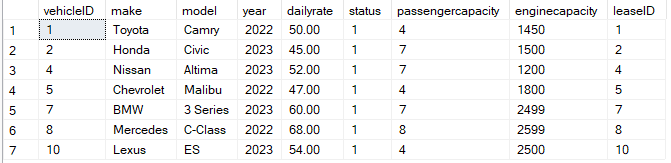 vehicleID make model year dailyrate status passengercapacity enginecapacity leaseID
1 1 Toyota Camry 2022 50.00 1 4 1450 1
2 2 Honda Civic 2023 45.00 1 7 1500 2
3 4 Nissan Altima 2023 52.00 1 7 1200 4
4 5 Chevrolet Malibu 2022 47.00 1 4 1800 5
5 7 BMW 3 Series 2023 60.00 1 7 2499 7
6 8 Mercedes C-Class 2022 68.00 1 8 2599 8
7 10 Lexus ES 2023 54.00 1 4 2500 10